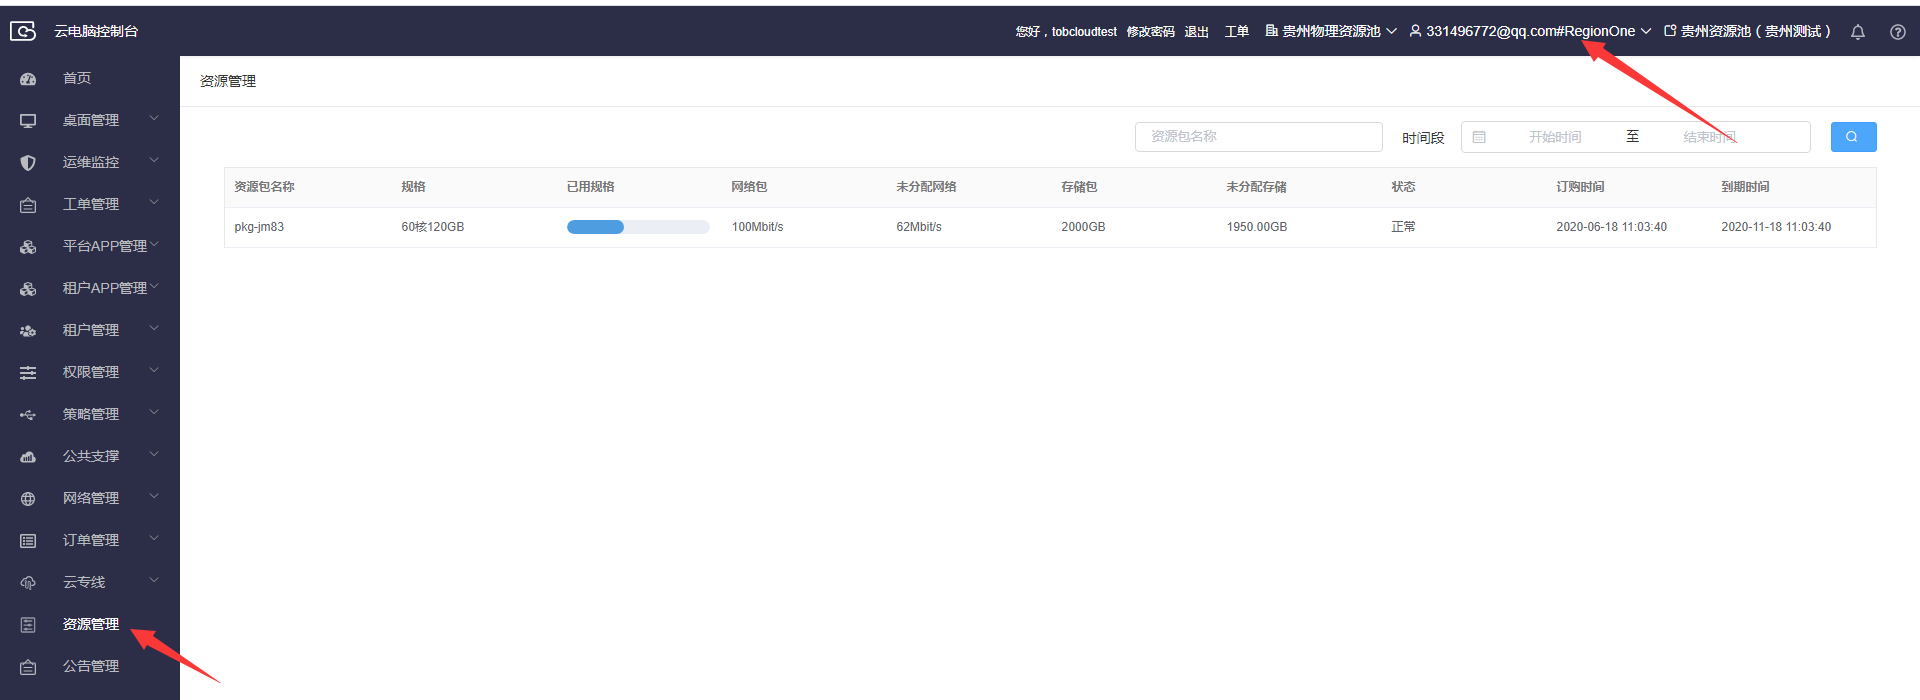 云电脑控制台
您好，tobcloudtest 修改密码 退出 工单 贵州物理资源池 331496772@qq.com#RegionOne 贵州资源池（贵州测试）
首页
桌面管理
运维监控
工单管理
平台APP管理
租户APP管理
租户管理
权限管理
策略管理
公共支撑
网络管理
订单管理
云专线
资源管理
公告管理
资源管理
资源包名称 时间段 开始时间 至 结束时间
资源包名称 规格 已用规格 网络包 未分配网络 存储包 未分配存储 状态 订购时间 到期时间
pkg-jm83 60核120GB 100Mbit/s 62Mbit/s 2000GB 1950.00GB 正常 2020-06-18 11:03:40 2020-11-18 11:03:40